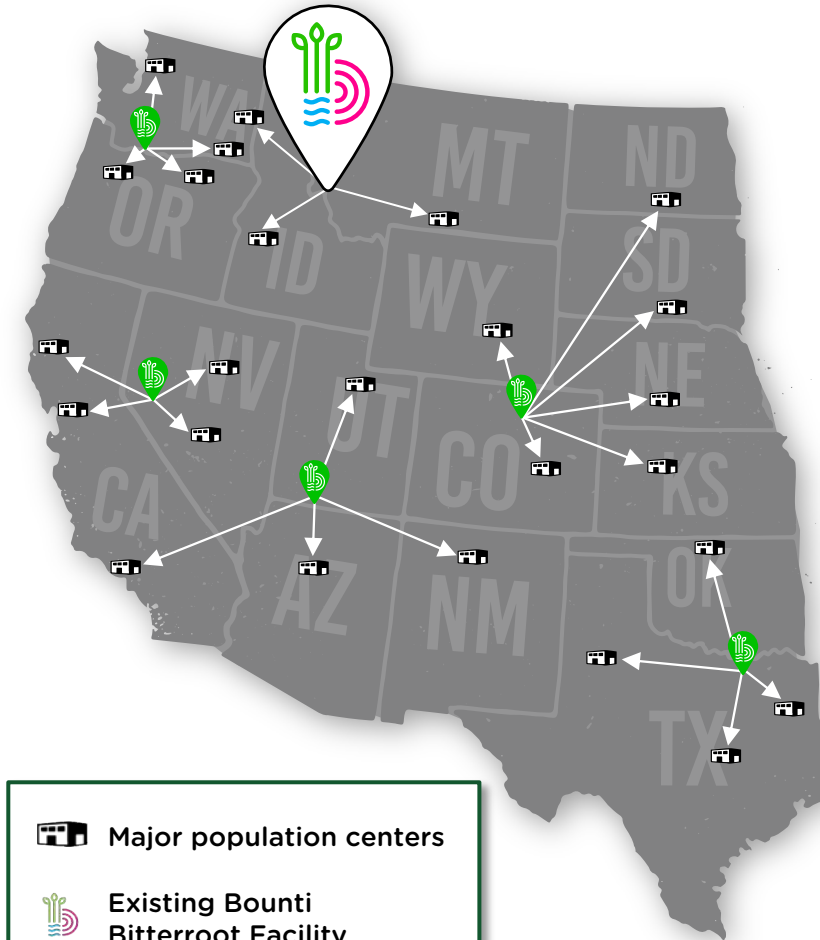 WA
MT
ND
OR
ID
SD
WY
NV
NE
UT
CO
KS
CA
AZ
NM
OK
TX
Major population centers
Existing Bounti
Bitterroot Facility